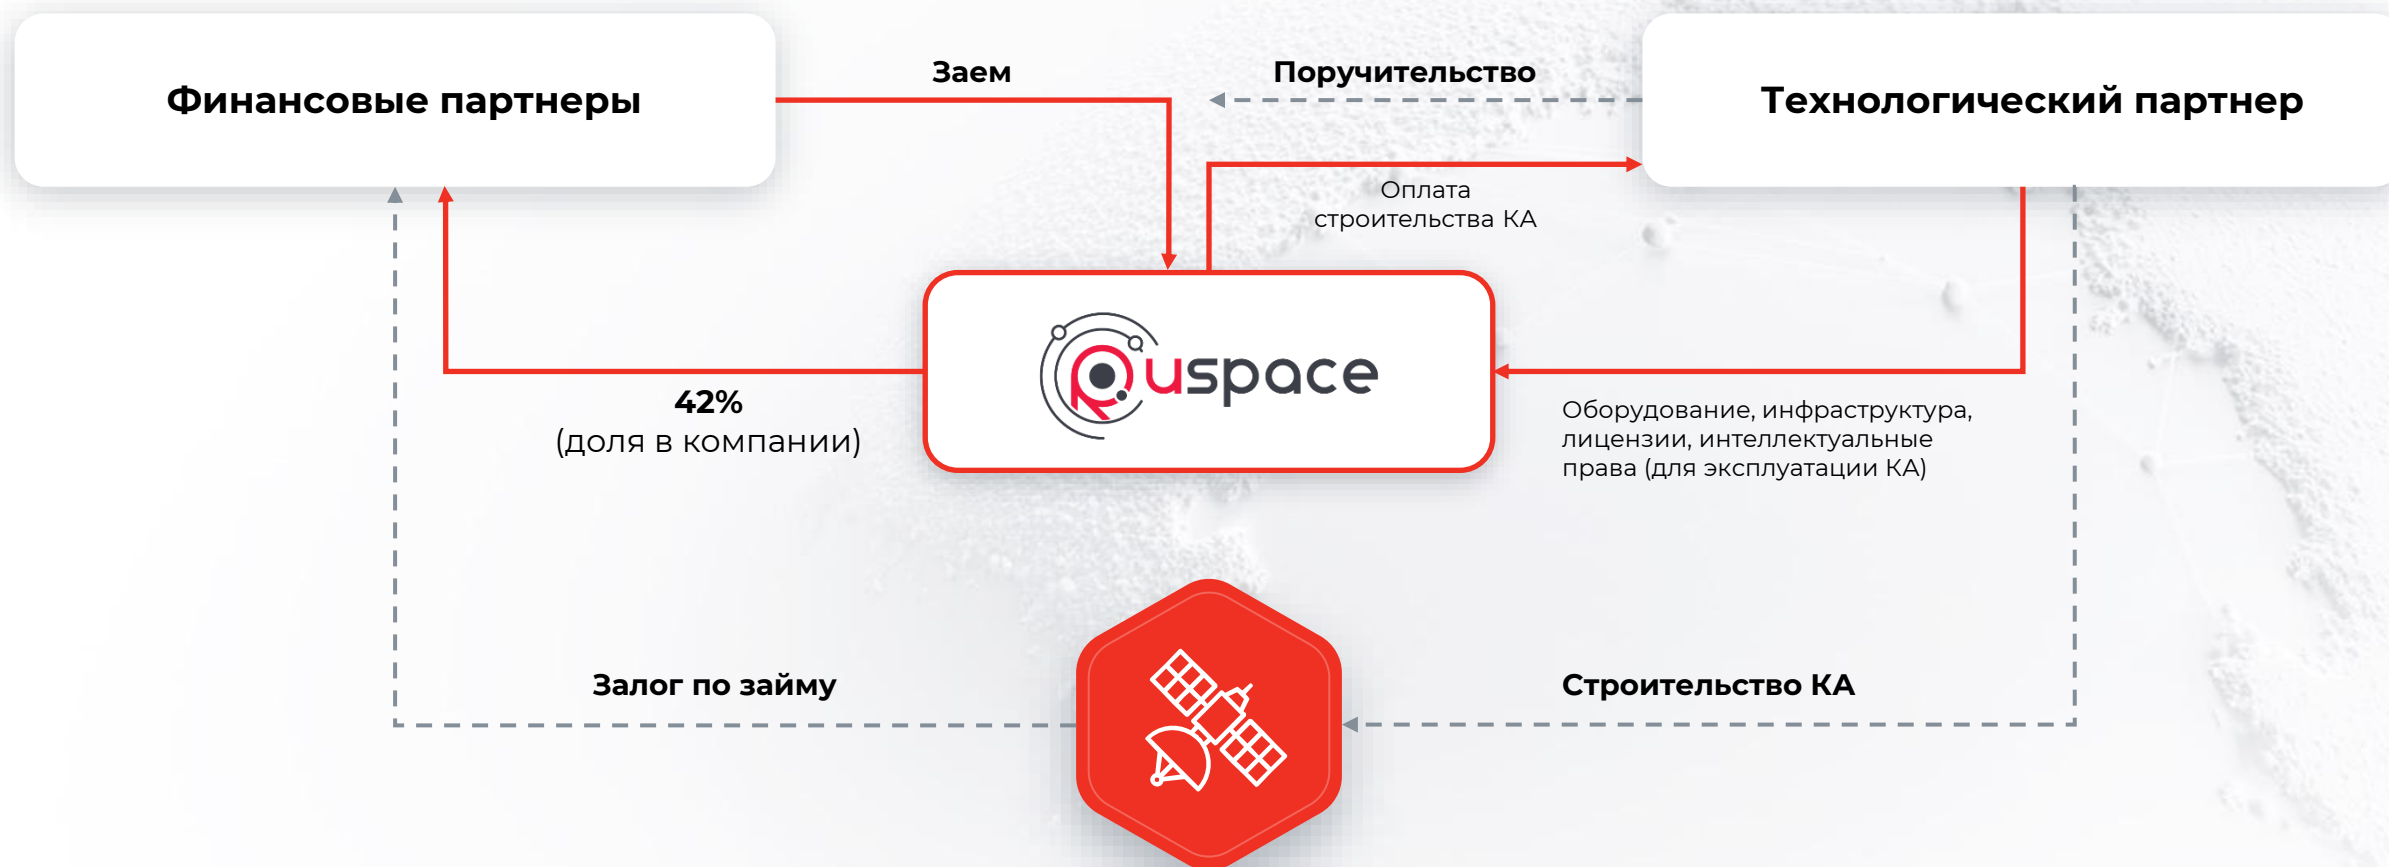 Финансовые партнеры
Заем
Поручительство
Технологический партнер
Оплата
строительства КА
Ruspace
42%
(доля в компании)
Оборудование, инфраструктура,
лицензии, интеллектуальные
права (для эксплуатации КА)
Залог по займу
Строительство КА